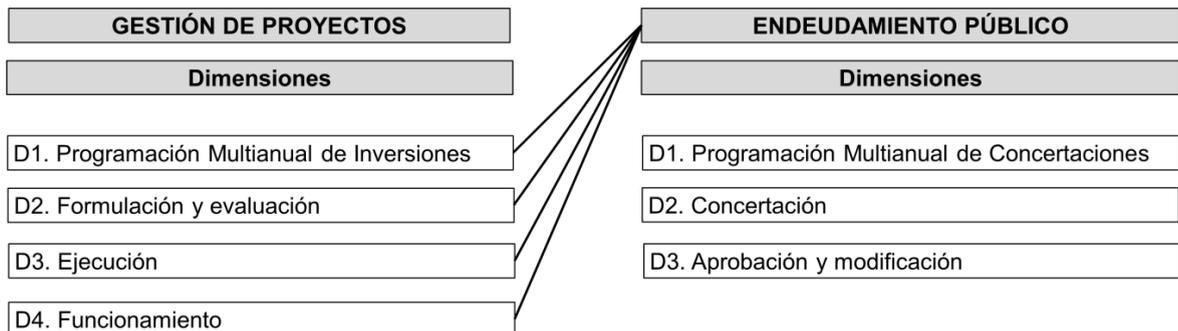 GESTIÓN DE PROYECTOS
Dimensiones
D1. Programación Multianual de Inversiones
D2. Formulación y evaluación
D3. Ejecución
D4. Funcionamiento
ENDEUDAMIENTO PÚBLICO
Dimensiones
D1. Programación Multianual de Concertaciones
D2. Concertación
D3. Aprobación y modificación